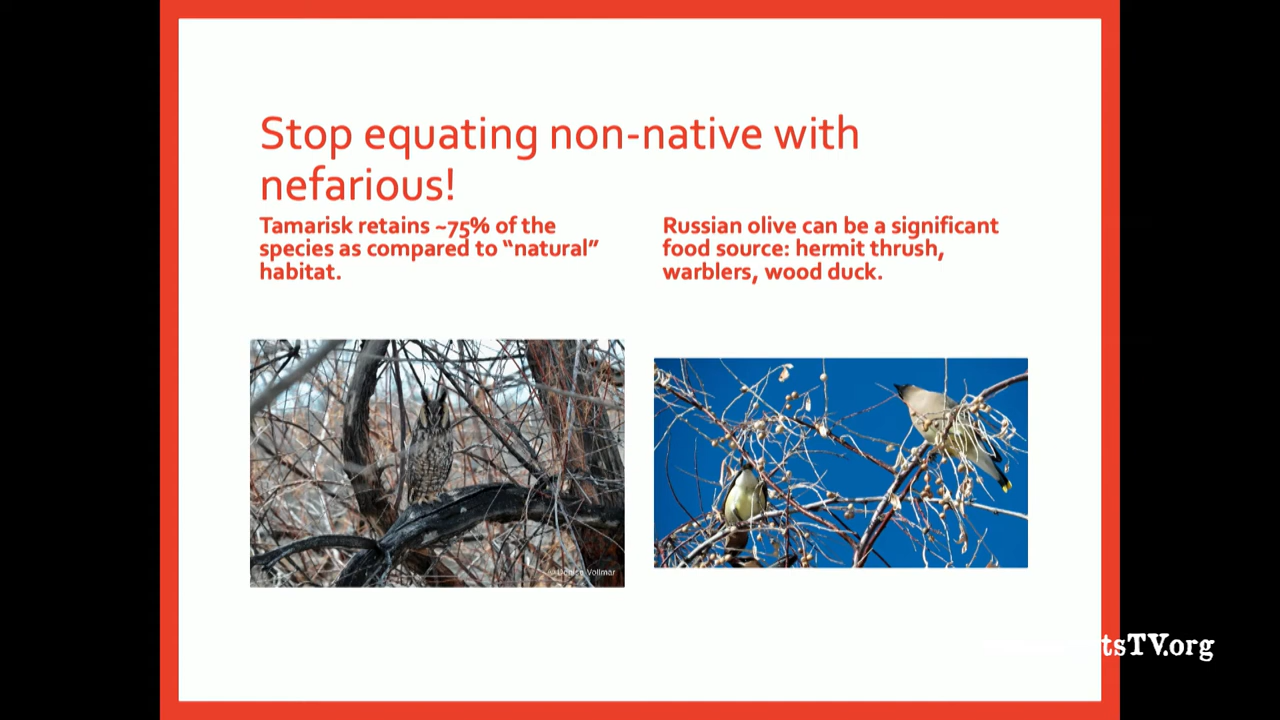 Stop equating non-native with
nefarious!
Tamarisk retains ~75% of the
species as compared to “natural”
habitat.
Russian olive can be a significant
food source: hermit thrush,
warblers, wood duck.
© Denise Vollmar
tsTV.org